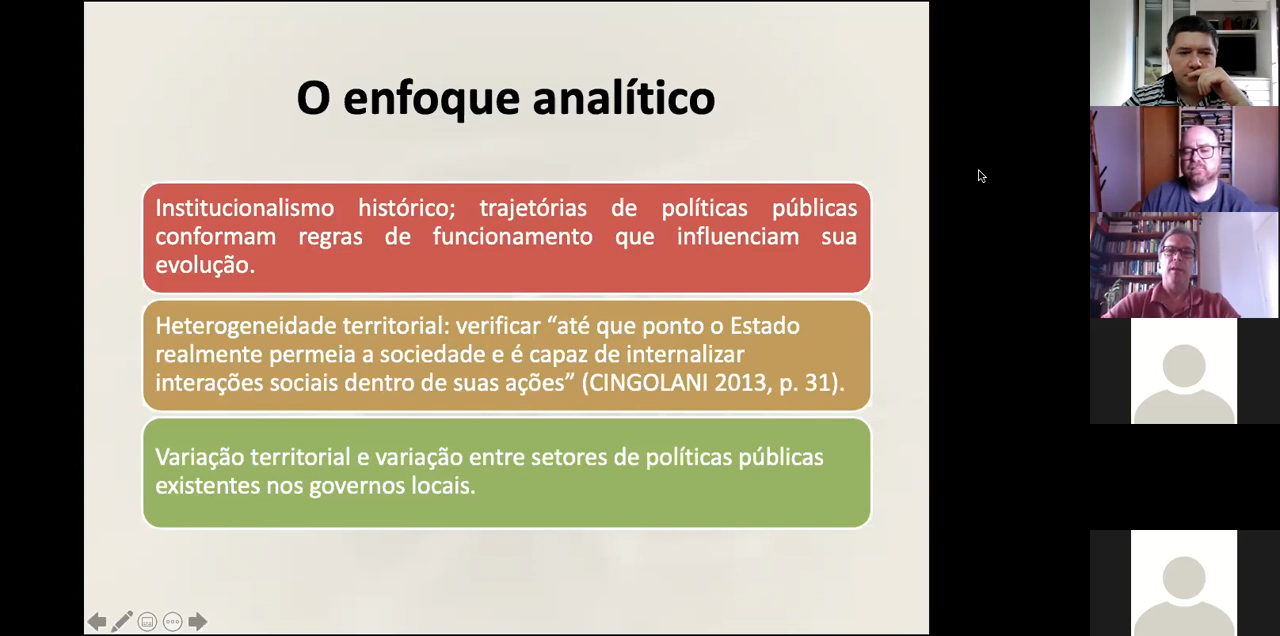 O enfoque analítico
Institucionalismo histórico; trajetórias de políticas públicas
conformam regras de funcionamento que influenciam sua
evolução.
Heterogeneidade territorial: verificar “até que ponto o Estado
realmente permeia a sociedade e é capaz de internalizar
interações sociais dentro de suas ações” (CINGOLANI 2013, p. 31).
Variação territorial e variação entre setores de políticas públicas
existentes nos governos locais.